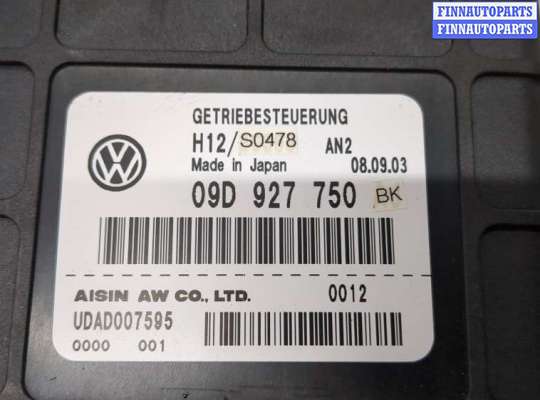 FINNAUTOPARTS
FINNAUTOPARTS
GETRIEBESTEUERUNG
H12/S0478 AN2
Made in Japan 08.09.03
09D 927 750 BK
AISIN AW CO., LTD. 0012
UDAD007595
0000 001